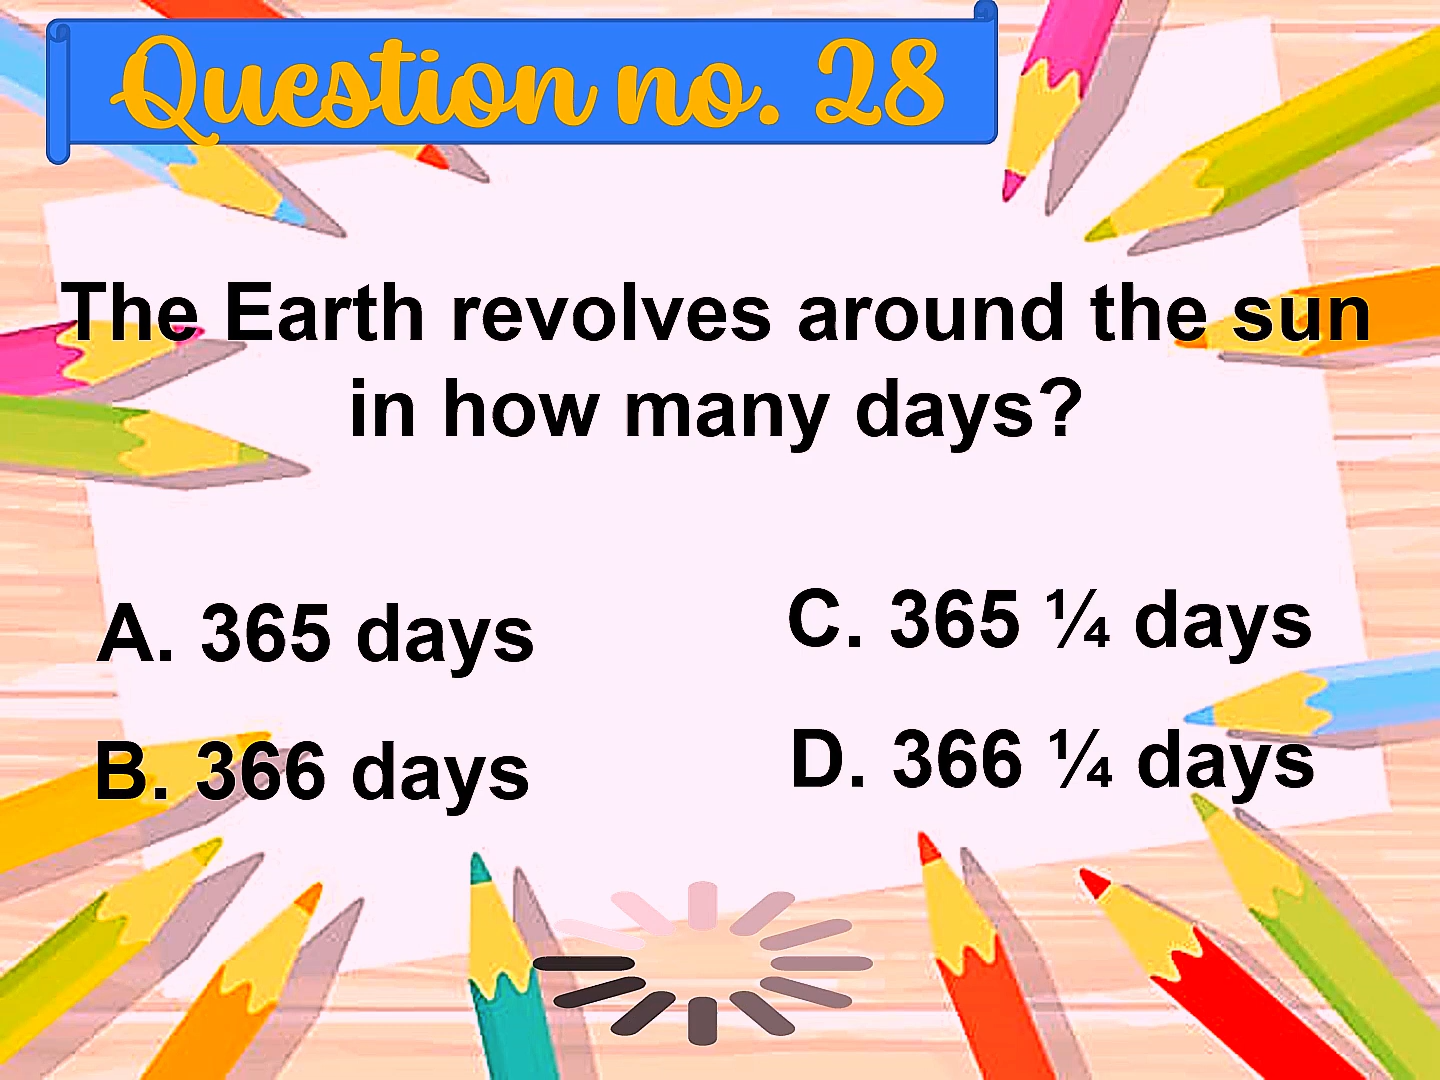 Question no. 28
The Earth revolves around the sun
in how many days?
A. 365 days
B. 366 days
C. 365 ¼ days
D. 366 ¼ days